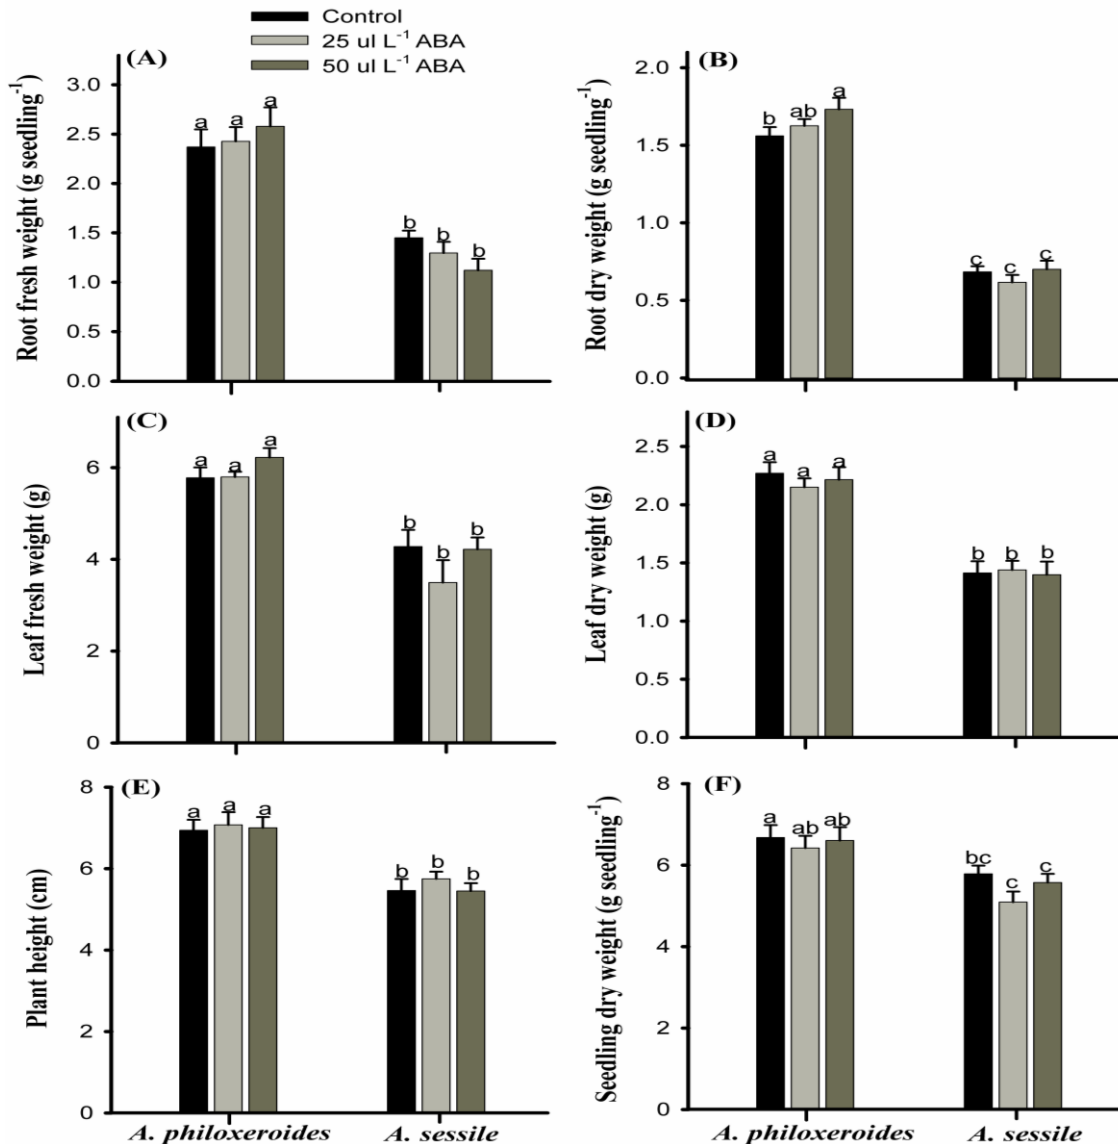 Control
25 ul L⁻¹ ABA
50 ul L⁻¹ ABA
(A)
Root fresh weight (g seedling⁻¹)
3.0
2.5
2.0
1.5
1.0
0.5
0.0
a a a
b b b
(B)
Root dry weight (g seedling⁻¹)
2.0
1.5
1.0
0.5
0.0
b ab a
c c c
(C)
Leaf fresh weight (g)
6
4
2
0
a a a
b b b
(D)
Leaf dry weight (g)
2.5
2.0
1.5
1.0
0.5
0.0
a a a
b b b
(E)
Plant height (cm)
8
6
4
2
0
a a a
b b b
A. philoxeroides A. sessile
(F)
Seedling dry weight (g seedling⁻¹)
8
6
4
2
0
a ab ab
bc c c
A. philoxeroides A. sessile